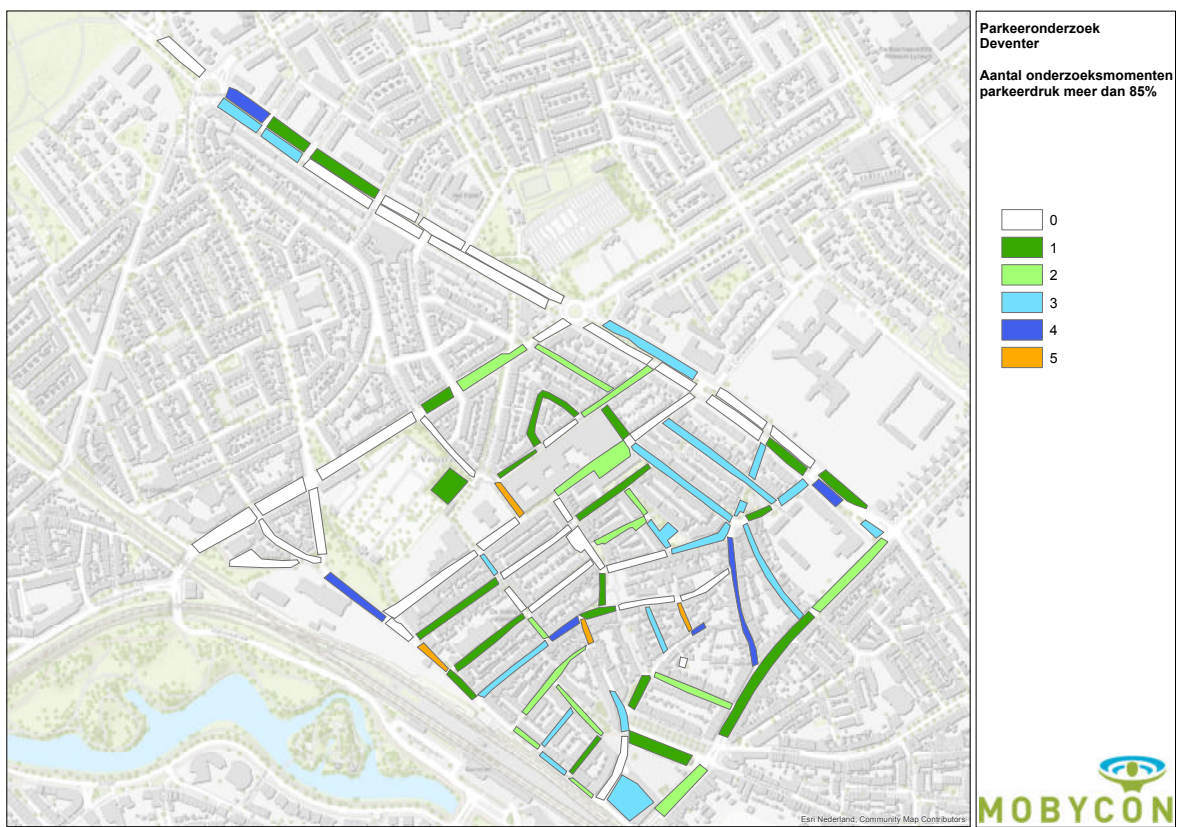 Parkeeronderzoek
Deventer
Aantal onderzoeksmomenten
parkeerdruk meer dan 85%
0
1
2
3
4
5
MOBYCON
Esri Nederland, Community Map Contributors